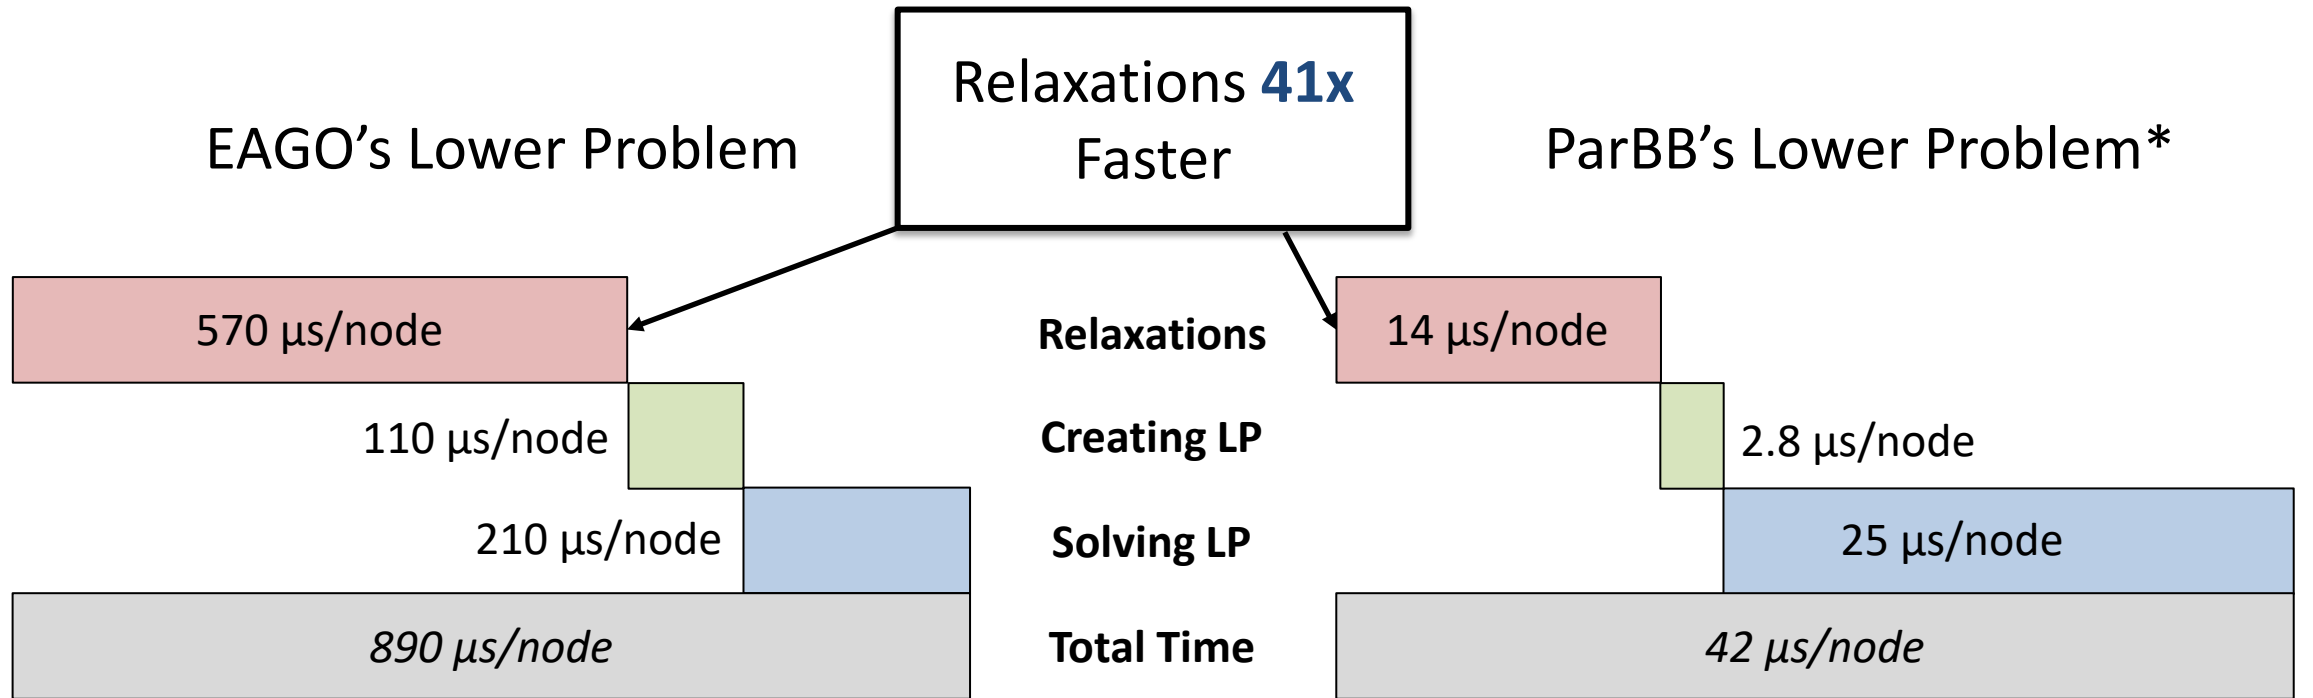 Relaxations 41x
Faster
EAGO’s Lower Problem
ParBB’s Lower Problem*
570 µs/node
Relaxations
14 µs/node
110 µs/node
Creating LP
2.8 µs/node
210 µs/node
Solving LP
25 µs/node
890 µs/node
Total Time
42 µs/node